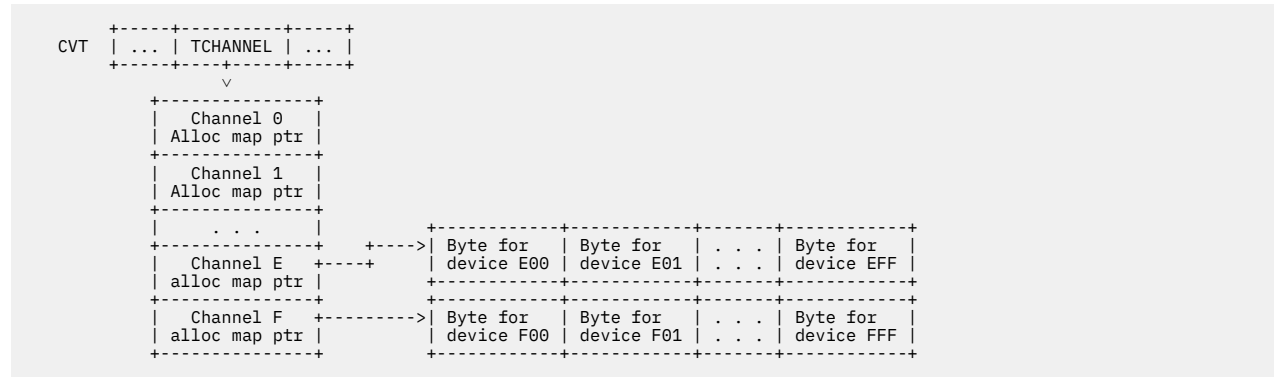 CVT | ... | TCHANNEL | ... |
Channel 0
Alloc map ptr
Channel 1
Alloc map ptr
. . .
Channel E
alloc map ptr
Byte for device E00 | Byte for device E01 | . . . | Byte for device EFF
Channel F
alloc map ptr
Byte for device F00 | Byte for device F01 | . . . | Byte for device FFF